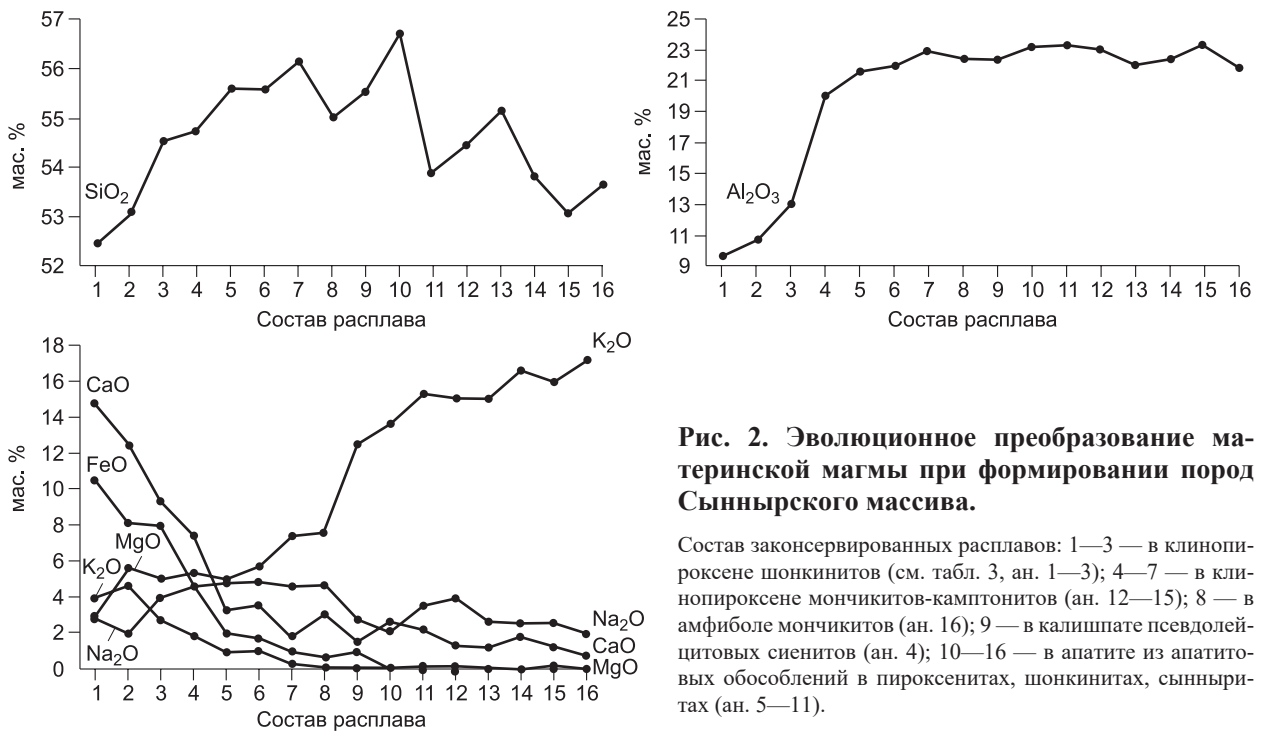 57
56
55
54
53
52
мас. %
SiO2
1 2 3 4 5 6 7 8 9 10 11 12 13 14 15 16
Состав расплава
25
23
21
19
17
15
13
11
9
мас. %
Al2O3
1 2 3 4 5 6 7 8 9 10 11 12 13 14 15 16
Состав расплава
18
16
14
12
10
8
6
4
2
0
мас. %
CaO
FeO
MgO
K2O
Na2O
K2O
Na2O
CaO
MgO
1 2 3 4 5 6 7 8 9 10 11 12 13 14 15 16
Состав расплава
Рис. 2. Эволюционное преобразование ма-
теринской магмы при формировании пород
Сыннырского массива.
Состав законсервированных расплавов: 1—3 — в клинопи-
роксене шонкинитов (см. табл. 3, ан. 1—3); 4—7 — в кли-
нопироксене мончикитов-камптонитов (ан. 12—15); 8 — в
амфиболе мончикитов (ан. 16); 9 — в калишпате псевдолей-
цитовых сиенитов (ан. 4); 10—16 — в апатите из апатито-
вых обособлений в пироксенитах, шонкинитах, сынныри-
тах (ан. 5—11).